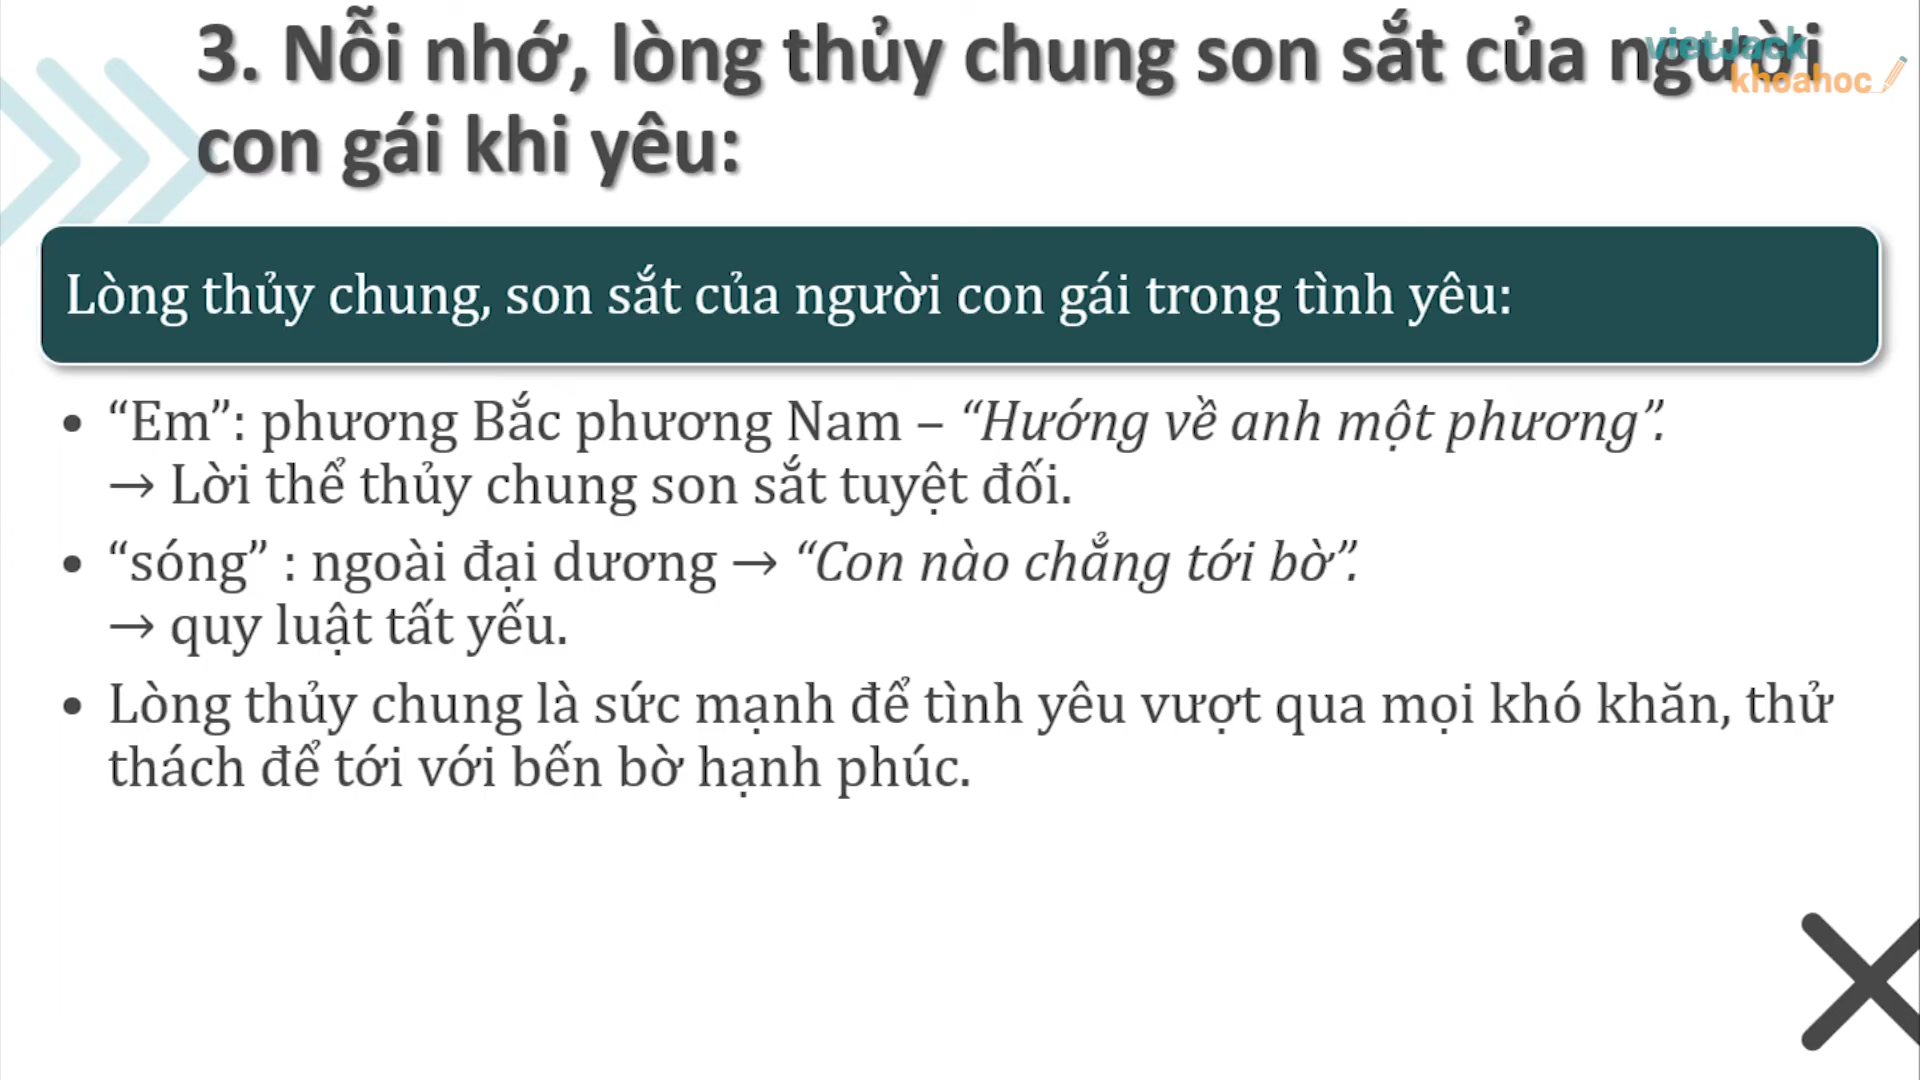 3. Nỗi nhớ, lòng thủy chung son sắt của người
con gái khi yêu:
vietJack
khoahoc
Lòng thủy chung, son sắt của người con gái trong tình yêu:
• “Em”: phương Bắc phương Nam – “Hướng về anh một phương”.
→ Lời thể thủy chung son sắt tuyệt đối.
• “sóng” : ngoài đại dương → “Con nào chẳng tới bờ”.
→ quy luật tất yếu.
• Lòng thủy chung là sức mạnh để tình yêu vượt qua mọi khó khăn, thử
thách để tới với bến bờ hạnh phúc.